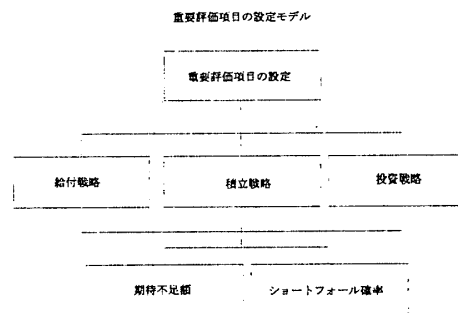 重要評価項目の設定モデル
重要評価項目の設定
給付戦略
積立戦略
投資戦略
期待不足額
ショートフォール確率